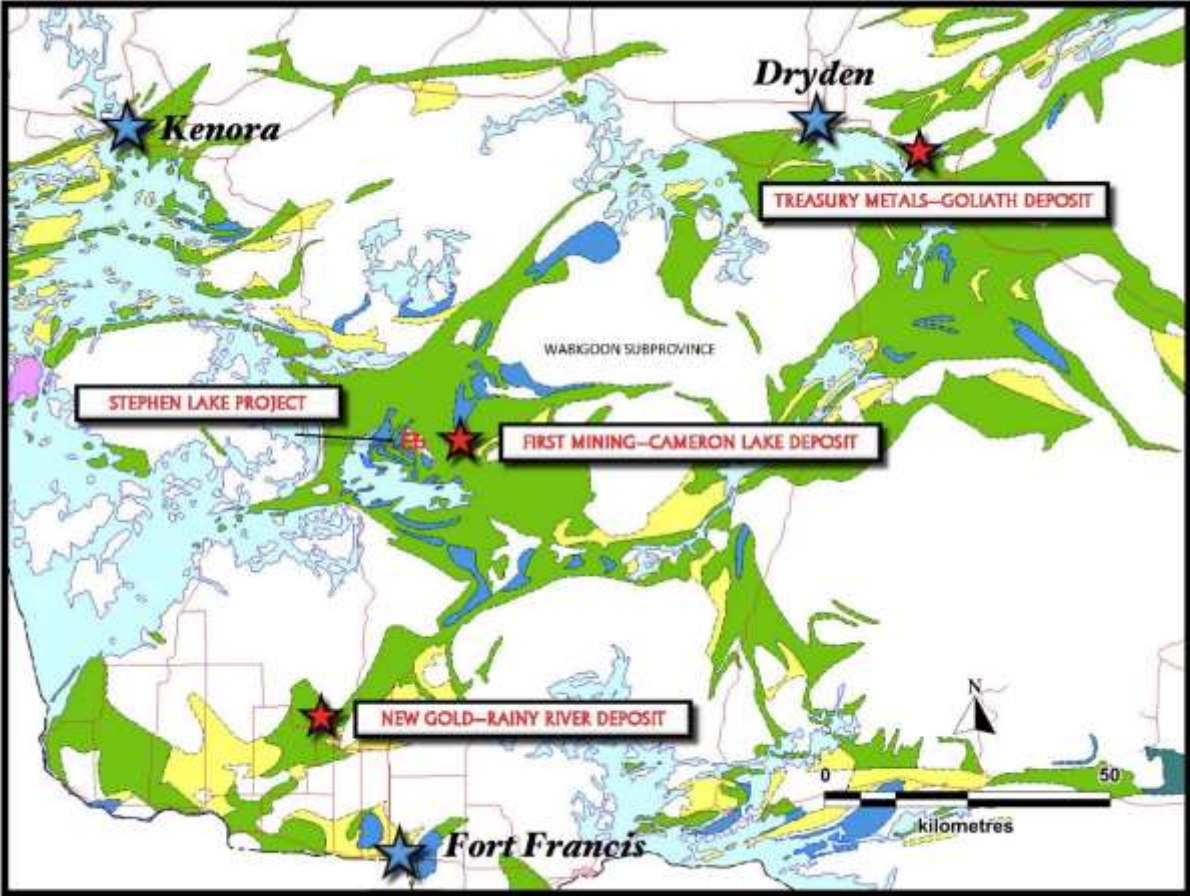 Dryden
Kenora
TREASURY METALS—GOLIATH DEPOSIT
WABIGOON SUBPROVINCE
STEPHEN LAKE PROJECT
FIRST MINING—CAMERON LAKE DEPOSIT
N
NEW GOLD—RAINY RIVER DEPOSIT
0 50
kilometres
Fort Francis